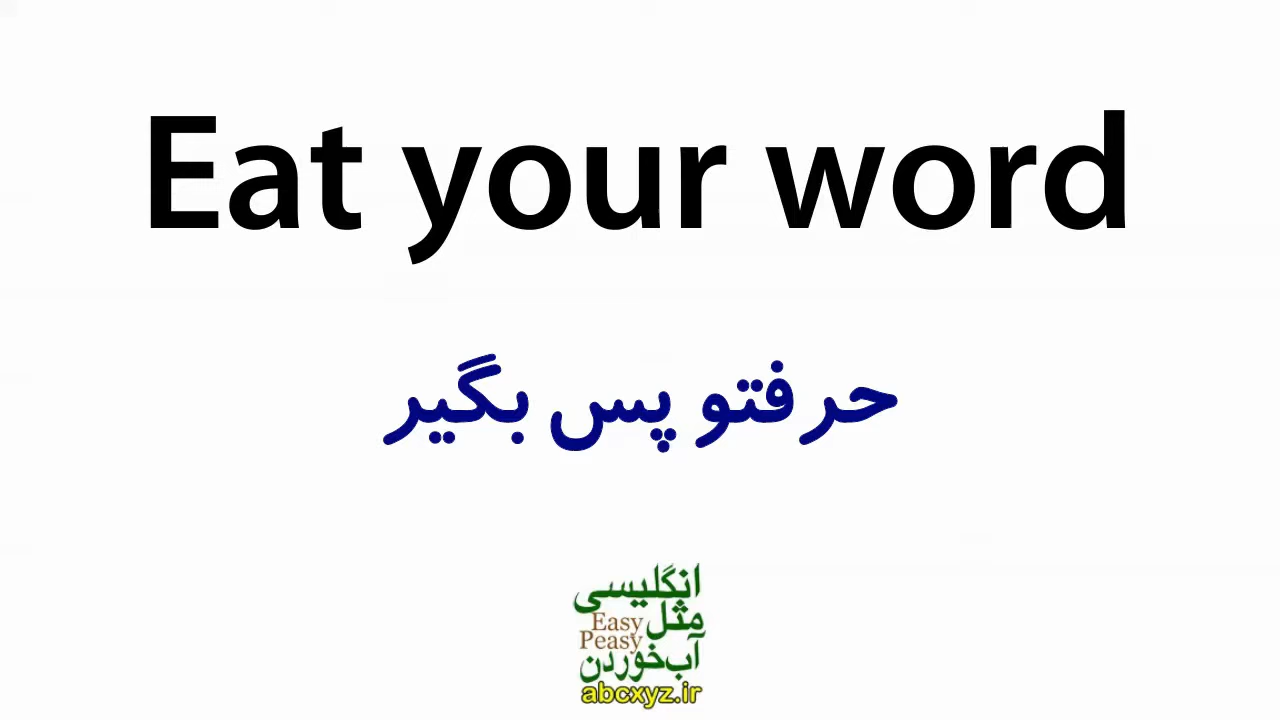 Eat your word
حرفتو پس بگیر
انگلیسی
مثل
Easy
Peasy
آب‌خوردن
abcxyz.ir